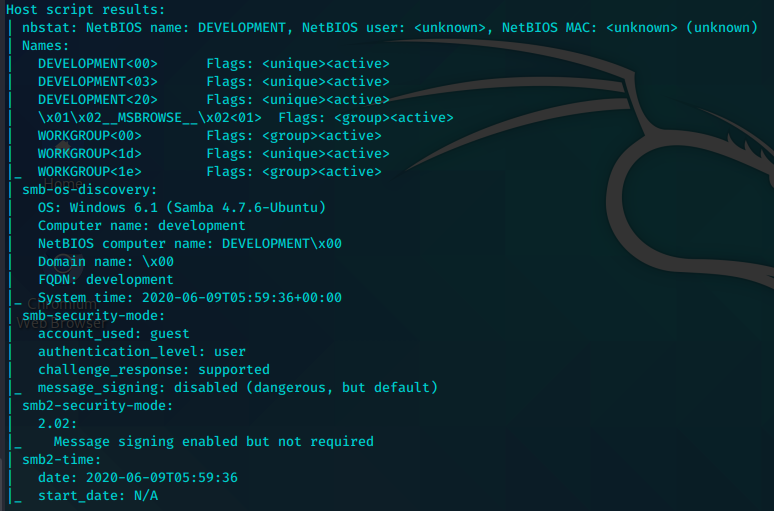 Host script results:
| nbstat: NetBIOS name: DEVELOPMENT, NetBIOS user: <unknown>, NetBIOS MAC: <unknown> (unknown)
| Names:
|   DEVELOPMENT<00>      Flags: <unique><active>
|   DEVELOPMENT<03>      Flags: <unique><active>
|   DEVELOPMENT<20>      Flags: <unique><active>
|   \x01\x02__MSBROWSE__\x02<01>  Flags: <group><active>
|   WORKGROUP<00>        Flags: <group><active>
|   WORKGROUP<1d>        Flags: <unique><active>
|_  WORKGROUP<1e>        Flags: <group><active>
Home
| smb-os-discovery:
|   OS: Windows 6.1 (Samba 4.7.6-Ubuntu)
|   Computer name: development
|   NetBIOS computer name: DEVELOPMENT\x00
|   Domain name: \x00
|   FQDN: development
|_  System time: 2020-06-09T05:59:36+00:00
Chromium
Web Browser
| smb-security-mode:
|   account_used: guest
|   authentication_level: user
|   challenge_response: supported
|_  message_signing: disabled (dangerous, but default)
| smb2-security-mode:
|   2.02:
|_    Message signing enabled but not required
| smb2-time:
|   date: 2020-06-09T05:59:36
|_  start_date: N/A